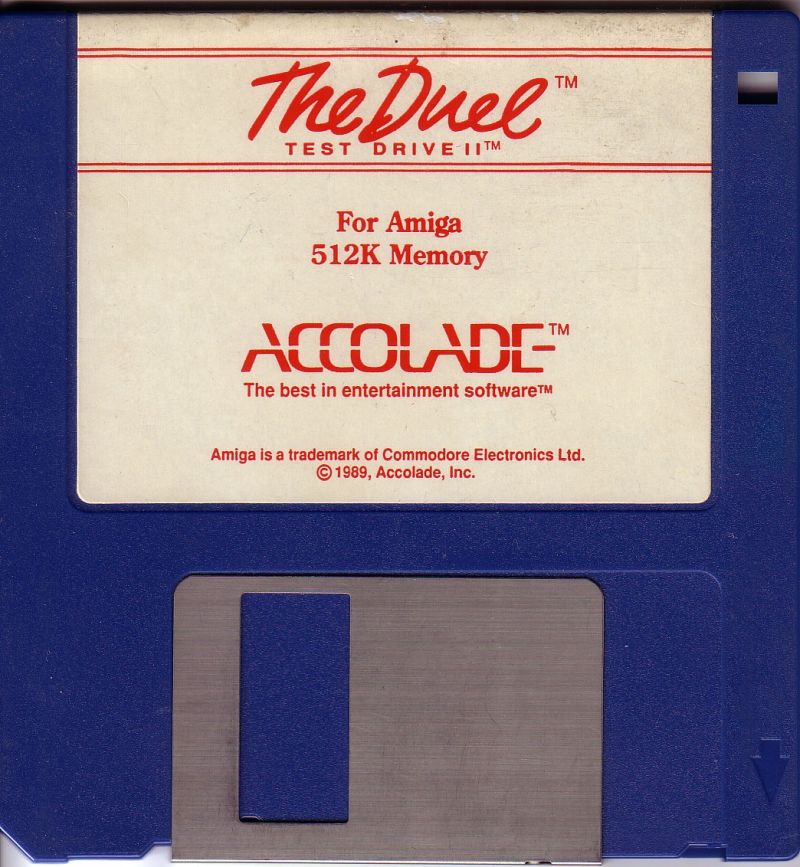 The Duel™
TEST DRIVE II™
For Amiga
512K Memory
ACCOLADE™
The best in entertainment software™
Amiga is a trademark of Commodore Electronics Ltd.
© 1989, Accolade, Inc.